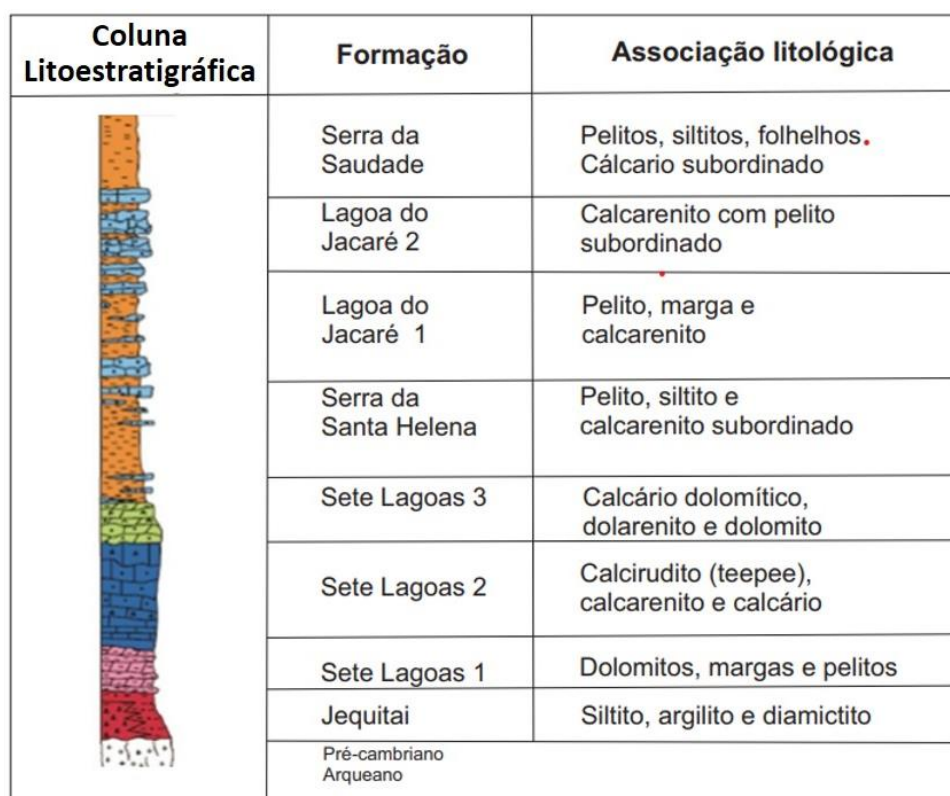 Coluna
Litoestratigráfica
Formação
Associação litológica
Serra da
Saudade
Pelitos, siltitos, folhelhos.
Cálcario subordinado
Lagoa do
Jacaré 2
Calcarenito com pelito
subordinado
Lagoa do
Jacaré 1
Pelito, marga e
calcarenito
Serra da
Santa Helena
Pelito, siltito e
calcarenito subordinado
Sete Lagoas 3
Calcário dolomítico,
dolarenito e dolomito
Sete Lagoas 2
Calcirudito (teepee),
calcarenito e calcário
Sete Lagoas 1
Dolomitos, margas e pelitos
Jequitai
Siltito, argilito e diamictito
Pré-cambriano
Arqueano